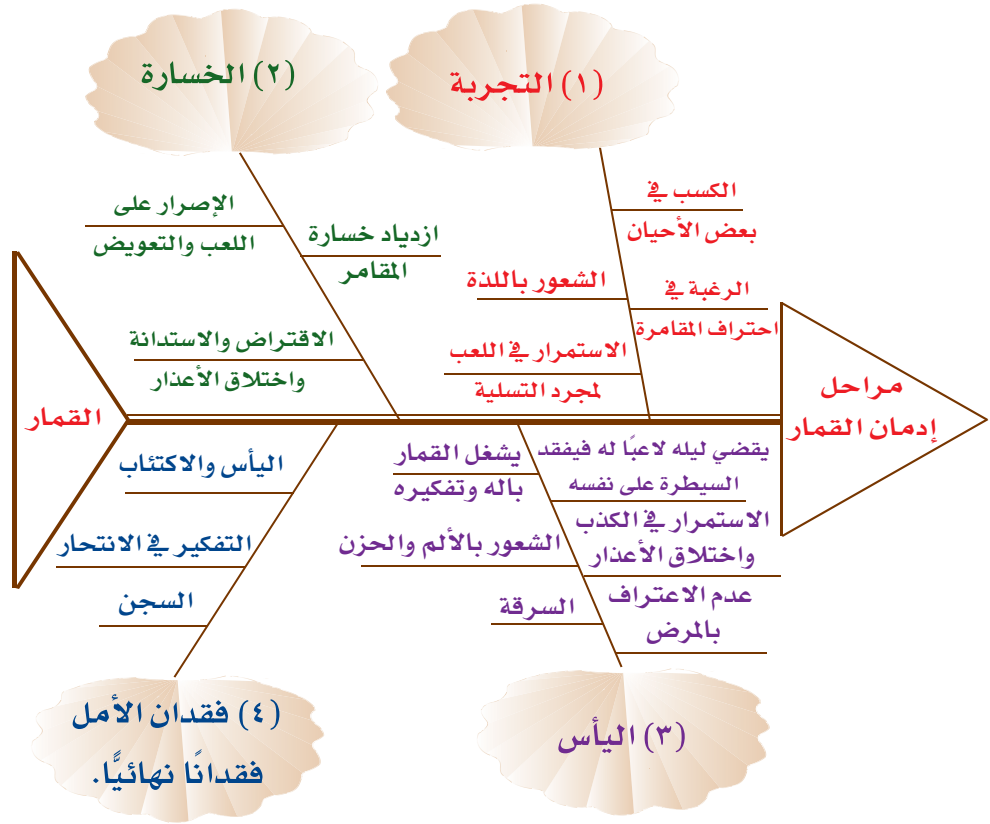 مراحل
إدمان القمار
(١) التجربة
الكسب في
بعض الأحيان
الرغبة في
احتراف المقامرة
الشعور باللذة
الاستمرار في اللعب
لمجرد التسلية
(٢) الخسارة
ازدياد خسارة
المقامر
الإصرار على
اللعب والتعويض
الاقتراض والاستدانة
واختلاق الأعذار
القمار
يقضي ليله لاعبًا له فيفقد
السيطرة على نفسه
الاستمرار في الكذب
واختلاق الأعذار
عدم الاعتراف
بالمرض
يشغل القمار
باله وتفكيره
الشعور بالألم والحزن
السرقة
(٣) اليأس
اليأس والاكتئاب
التفكير في الانتحار
السجن
(٤) فقدان الأمل
فقدانًا نهائيًّا.